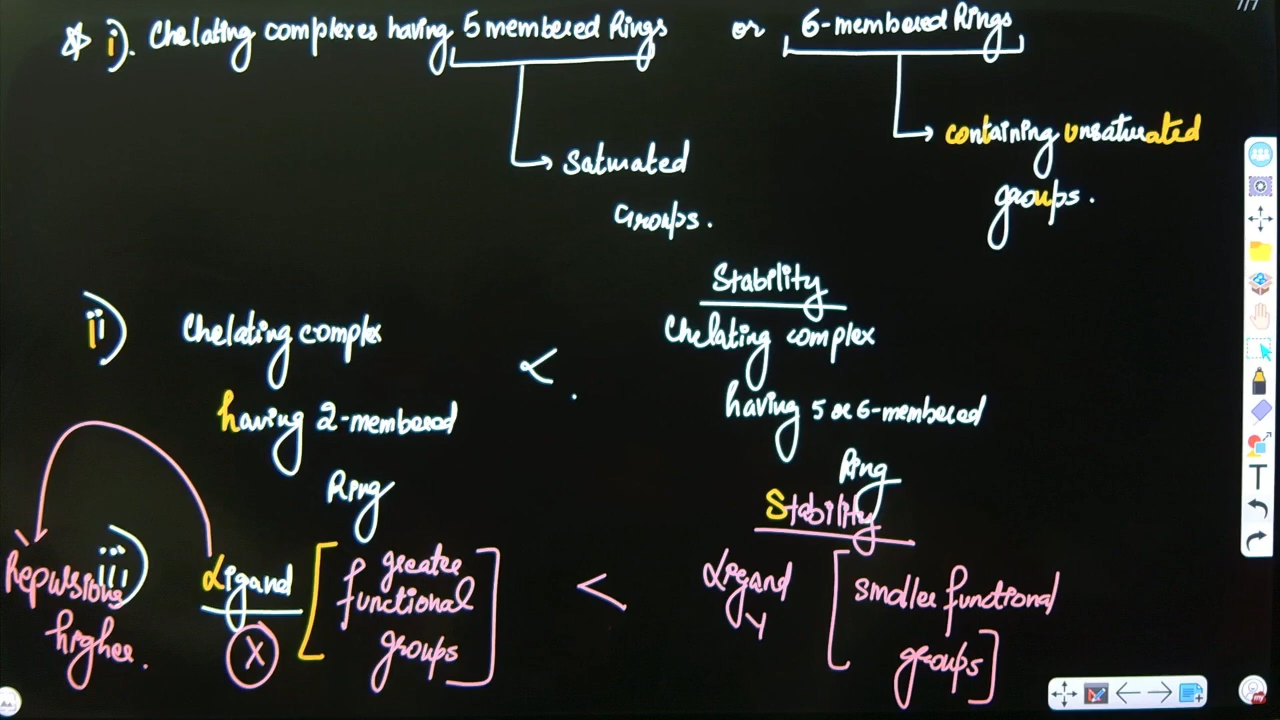 i). Chelating complexes having 5 membered Rings or 6-membered Rings
containing unsaturated
groups.
Saturated
Groups.
Stability
ii) Chelating complex < Chelating complex
having 2-membered having 5 or 6-membered
Ring Ring
Stability
iii) Ligand [greater functional groups] < Ligand [smaller functional groups]
X Y
Repulsions
higher.
T